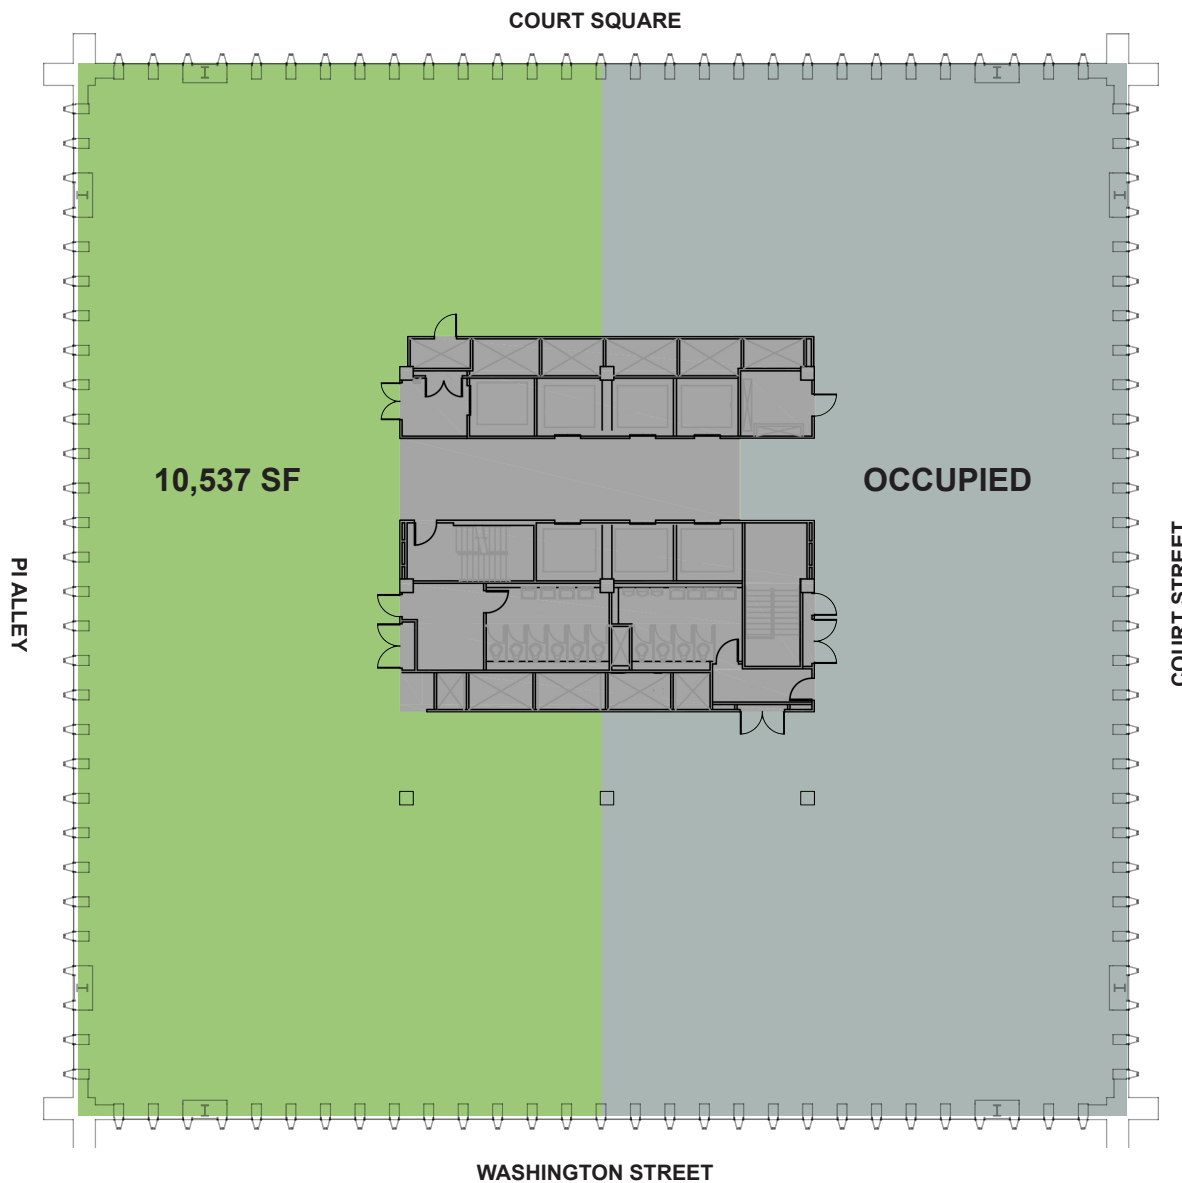 COURT SQUARE
10,537 SF
OCCUPIED
PI ALLEY
COURT STREET
WASHINGTON STREET